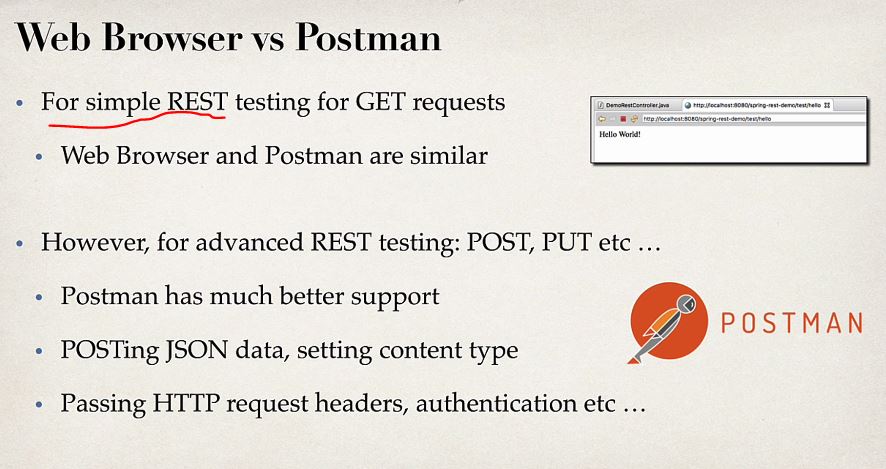 Web Browser vs Postman
For simple REST testing for GET requests
Web Browser and Postman are similar
DemoRestController.java
http://localhost:8080/spring-rest-demo/test/hello
http://localhost:8080/spring-rest-demo/test/hello
Hello World!
However, for advanced REST testing: POST, PUT etc …
Postman has much better support
POSTMAN
POSTing JSON data, setting content type
Passing HTTP request headers, authentication etc …